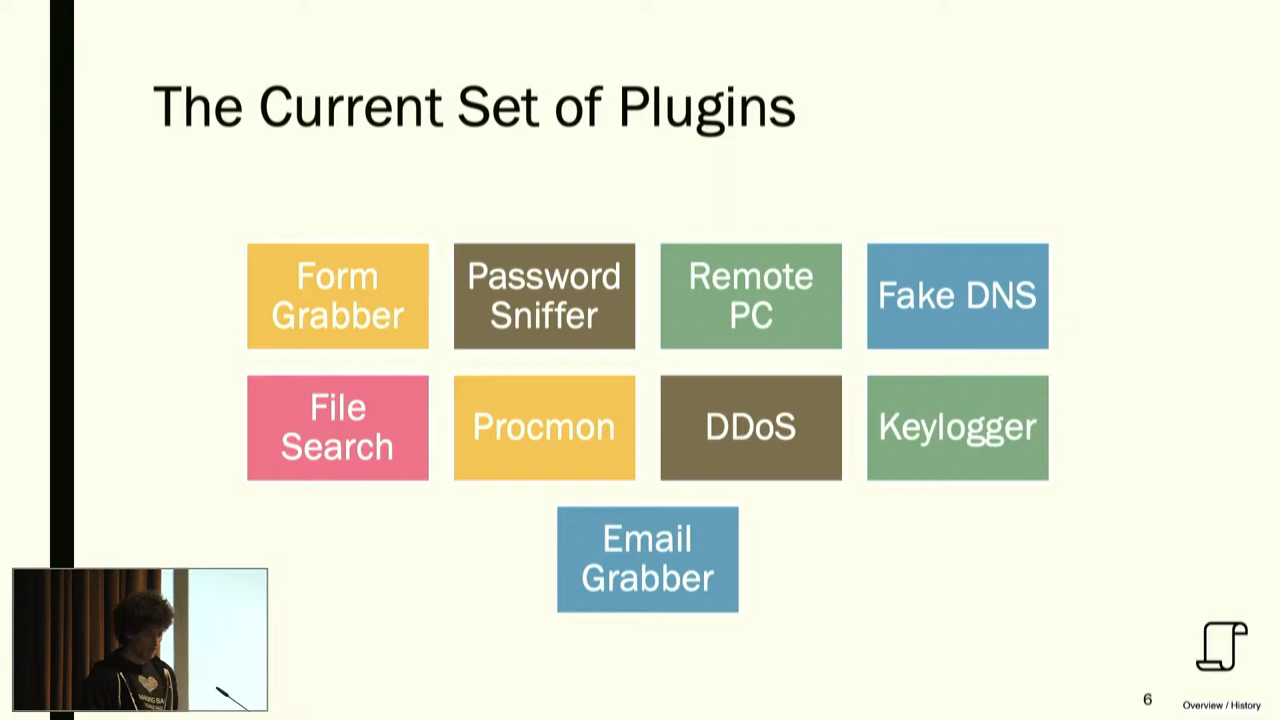 The Current Set of Plugins
Form
Grabber
Password
Sniffer
Remote
PC
Fake DNS
File
Search
Procmon
DDoS
Keylogger
Email
Grabber
6
Overview / History